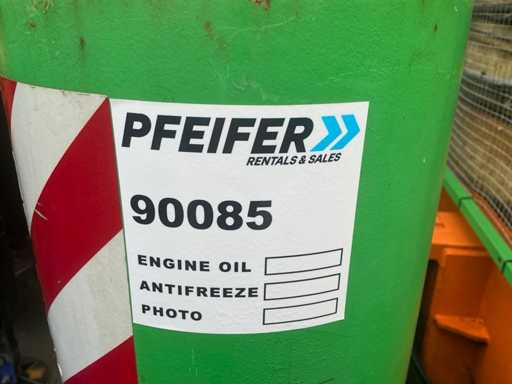 PFEIFER
RENTALS & SALES
90085
ENGINE OIL
ANTIFREEZE
PHOTO